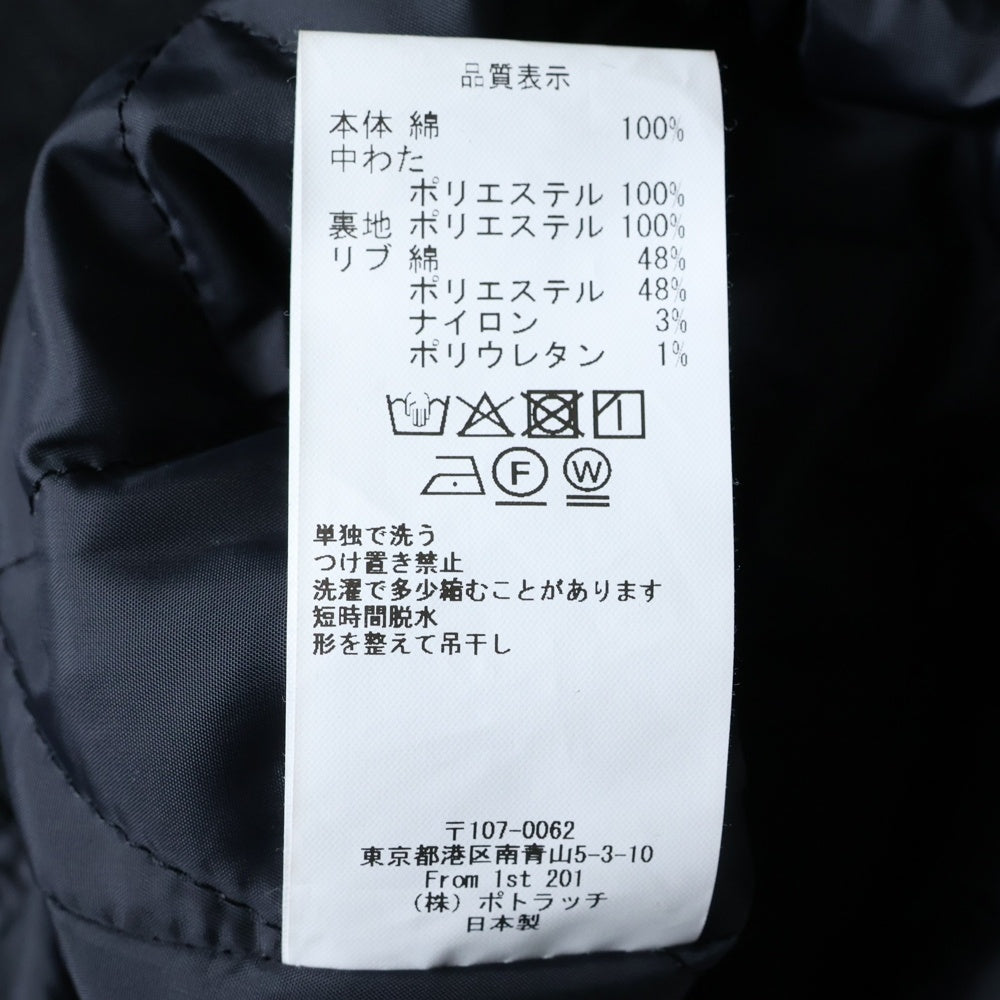 品質表示
本体 綿 100%
中わた
ポリエステル 100%
裏地 ポリエステル 100%
リブ 綿 48%
ポリエステル 48%
ナイロン 3%
ポリウレタン 1%
F W
単独で洗う
つけ置き禁止
洗濯で多少縮むことがあります
短時間脱水
形を整えて吊干し
〒107-0062
東京都港区南青山5-3-10
From 1st 201
(株) ポトラッチ
日本製